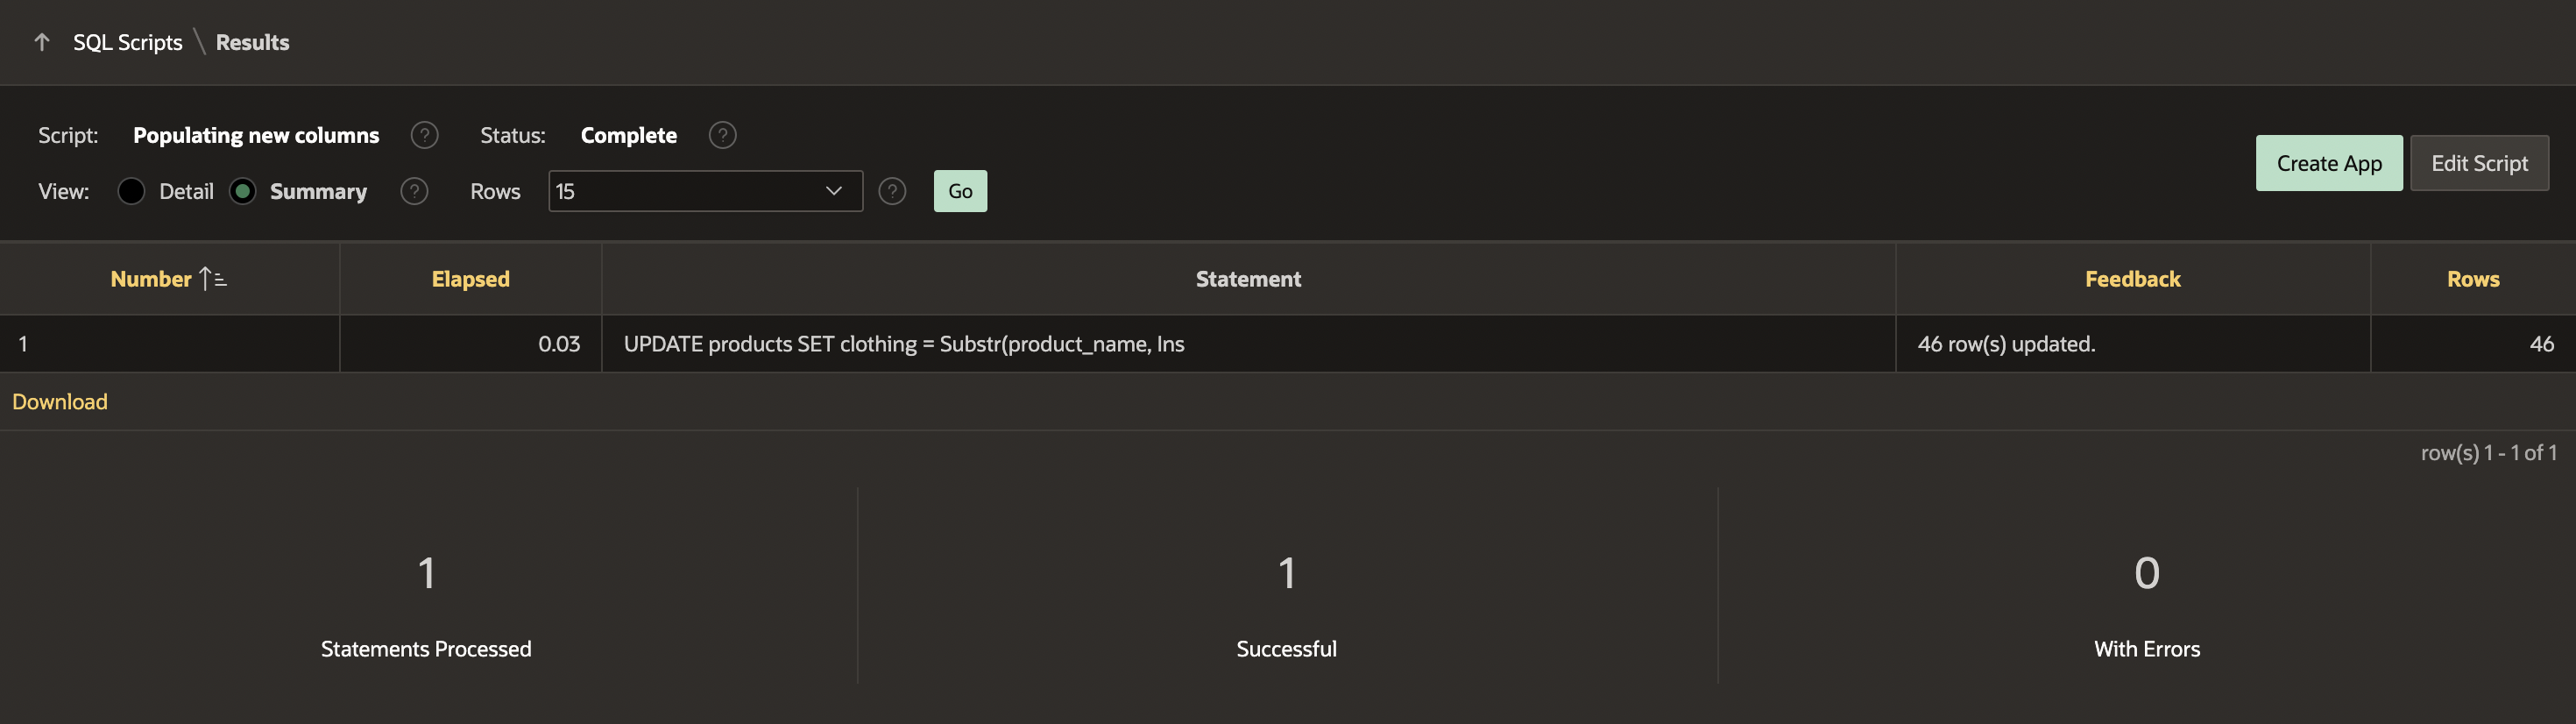 SQL Scripts \ Results
Script: Populating new columns ? Status: Complete ?
View: Detail Summary ? Rows 15 ? Go
Create App Edit Script
Number Elapsed Statement Feedback Rows
1 0.03 UPDATE products SET clothing = Substr(product_name, Ins 46 row(s) updated. 46
Download
row(s) 1 - 1 of 1
1 1 0
Statements Processed Successful With Errors